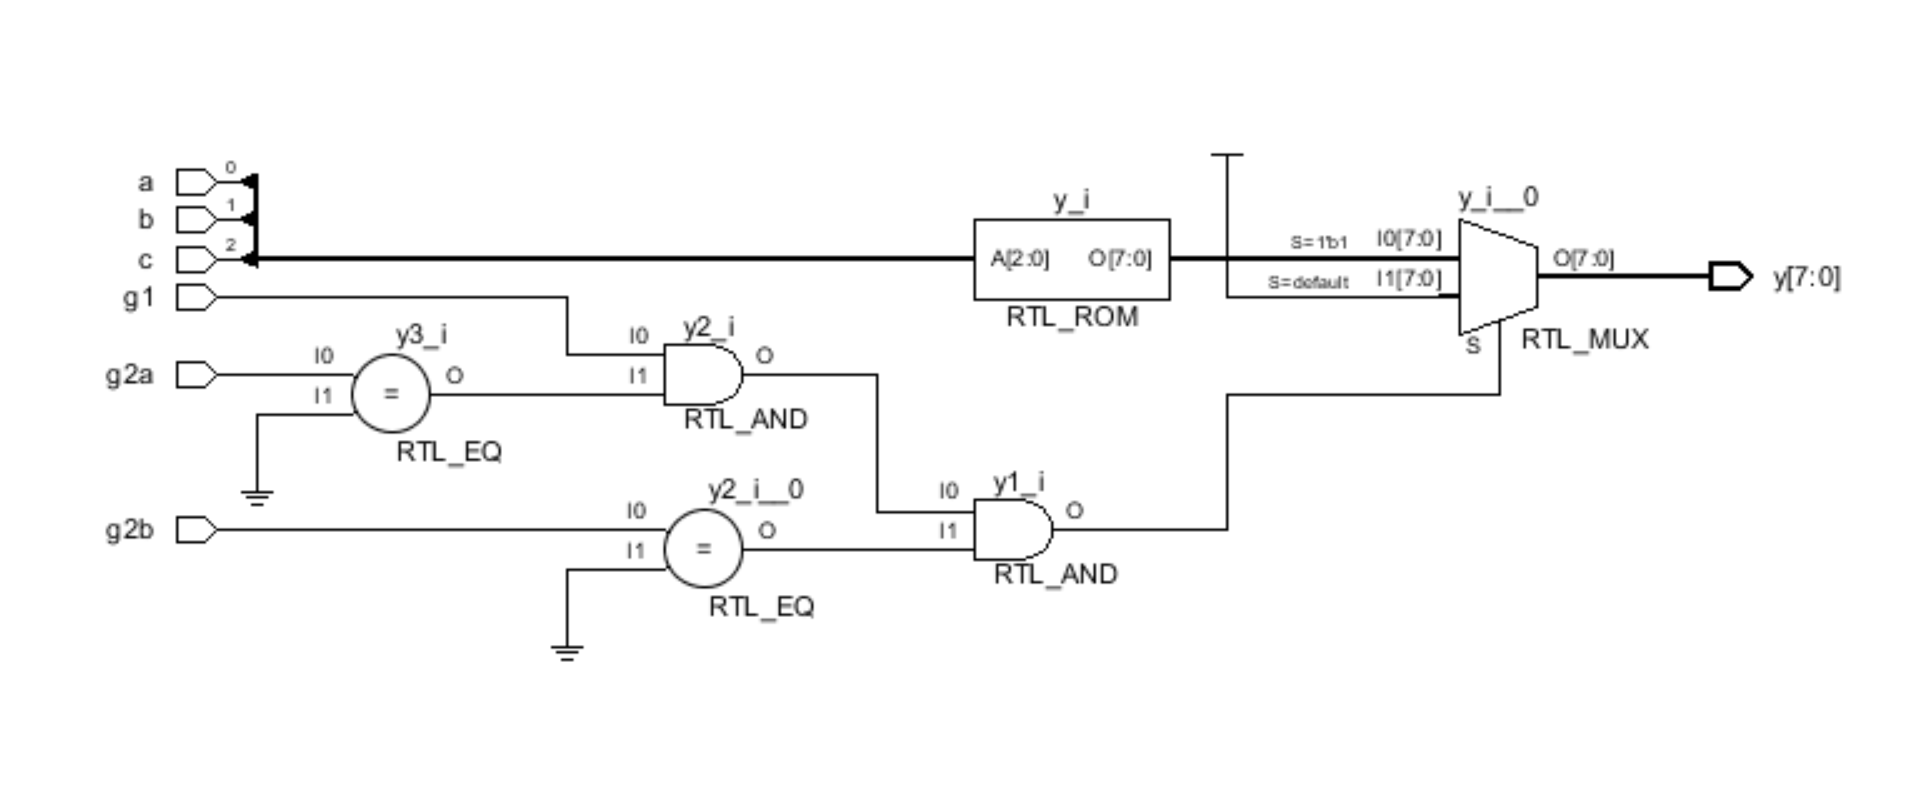 a
0
b
1
c
2
y_i
A[2:0] O[7:0]
RTL_ROM
y_i__0
S=1'b1 I0[7:0]
S=default I1[7:0]
O[7:0]
S
RTL_MUX
y[7:0]
g1
g2a
y3_i
I0
I1
=
O
RTL_EQ
y2_i
I0
I1
O
RTL_AND
g2b
y2_i__0
I0
I1
=
O
RTL_EQ
y1_i
I0
I1
O
RTL_AND